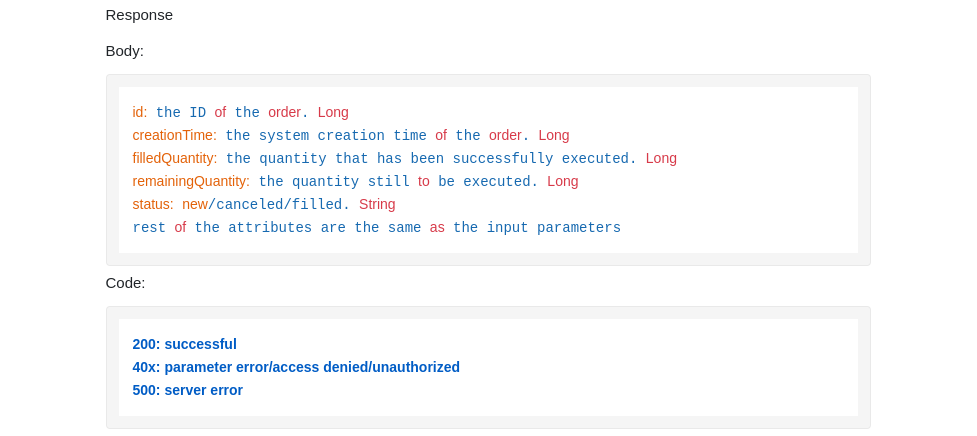 Response
Body:
id: the ID of the order. Long
creationTime: the system creation time of the order. Long
filledQuantity: the quantity that has been successfully executed. Long
remainingQuantity: the quantity still to be executed. Long
status: new/canceled/filled. String
rest of the attributes are the same as the input parameters
Code:
200: successful
40x: parameter error/access denied/unauthorized
500: server error